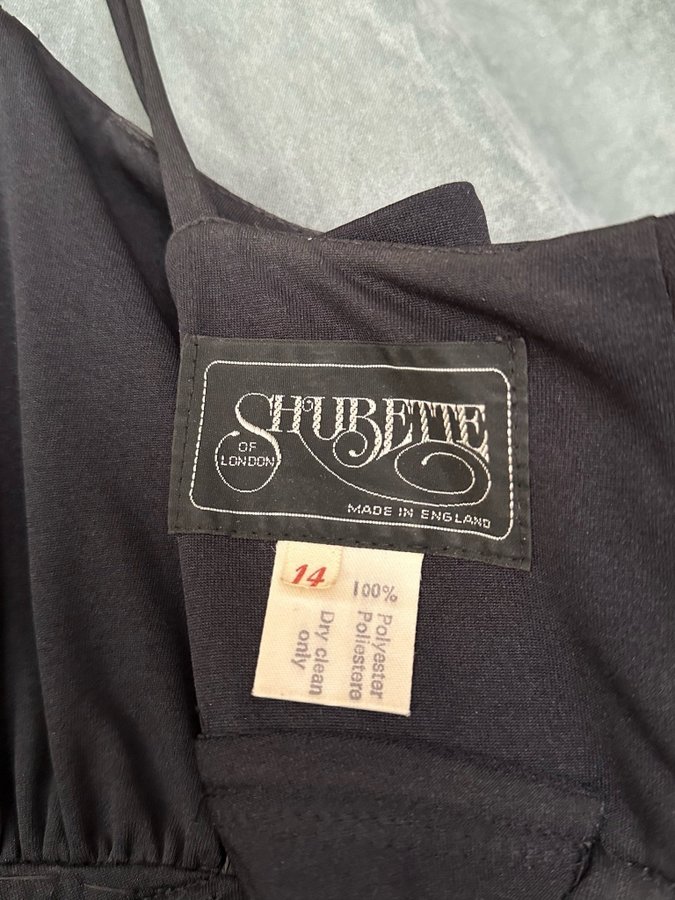 SHUBETTE
OF
LONDON
MADE IN ENGLAND
14
100%
Polyester
Poliestere
Dry clean
only